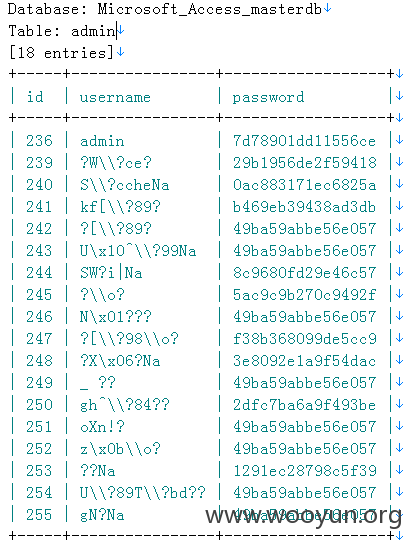 Database: Microsoft_Access_masterdb↓
Table: admin↓
[18 entries]↓
+-----+----------------+------------------+↓
| id | username | password |↓
+-----+----------------+------------------+↓
| 236 | admin | 7d78901dd11556ce |↓
| 239 | ?W\\?ce? | 29b1956de2f59418 |↓
| 240 | S\\?ccheNa | 0ac883171ec6825a |↓
| 241 | kf[\\?89? | b469eb39438ad3db |↓
| 242 | ?[\\?89? | 49ba59abbe56e057 |↓
| 243 | U\x10^\\?99Na | 49ba59abbe56e057 |↓
| 244 | SW?i|Na | 8c9680fd29e46c57 |↓
| 245 | ?\\o? | 5ac9c9b270c9492f |↓
| 246 | N\x01??? | 49ba59abbe56e057 |↓
| 247 | ?[\\?98\\o? | f38b368099de5cc9 |↓
| 248 | ?X\x06?Na | 3e8092e1a9f54dac |↓
| 249 | _ ?? | 49ba59abbe56e057 |↓
| 250 | gh^\\?84?? | 2dfc7ba6a9f493be |↓
| 251 | oXn!? | 49ba59abbe56e057 |↓
| 252 | z\x0b\\o? | 49ba59abbe56e057 |↓
| 253 | ??Na | 1291ec28798c5f39 |↓
| 254 | U\\?89T\\?bd?? | 49ba59abbe56e057 |↓
| 255 | gN?Na | 49ba59abbe56e057 |↓
+-----+----------------+------------------+↓
www.wooyun.org